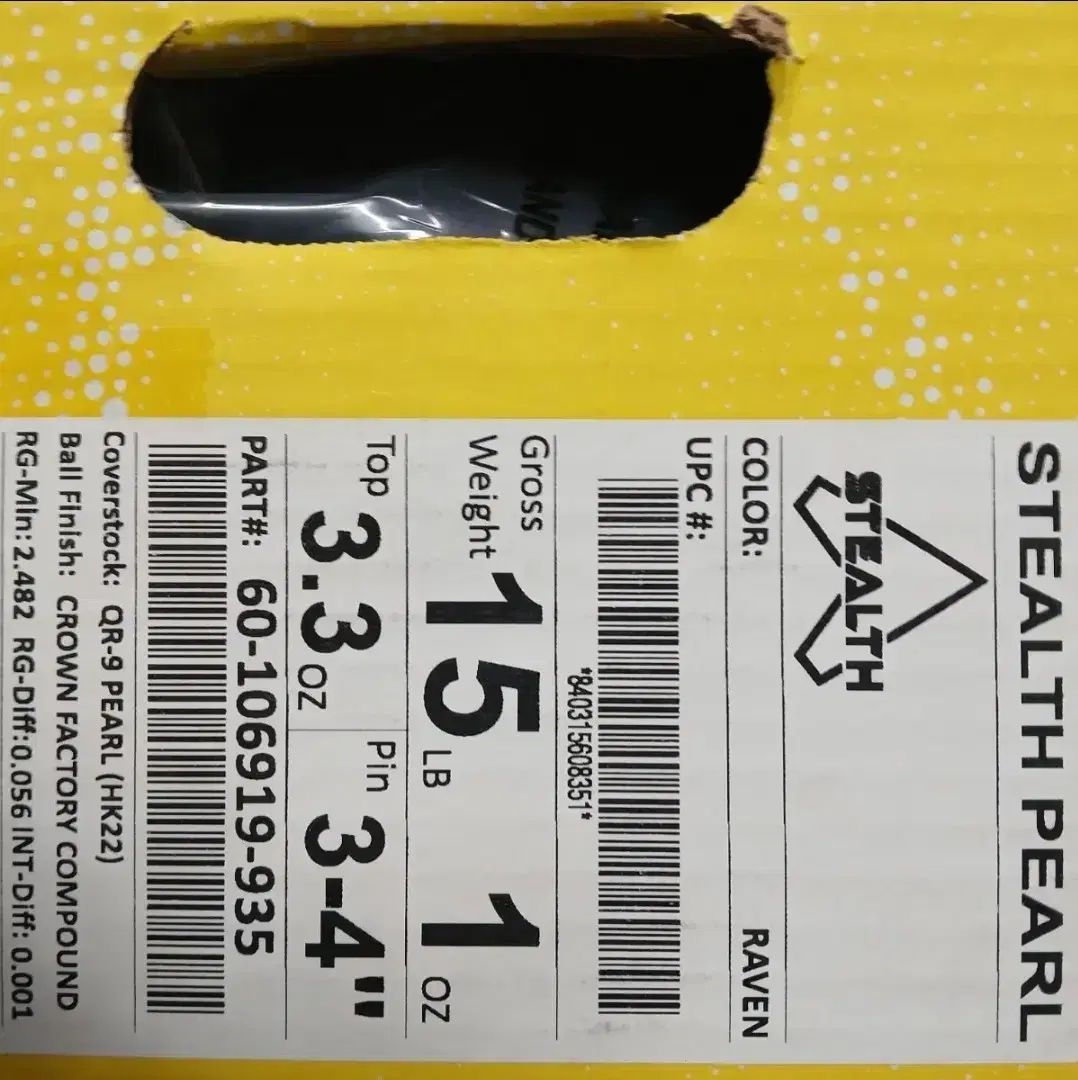 STEALTH PEARL
STEALTH
COLOR: RAVEN
UPC #:
*840315608351*
Gross Weight 15 LB 1 OZ
Top 3.3 OZ Pin 3-4"
PART#: 60-106919-935
Coverstock: QR-9 PEARL (HK22)
Ball Finish: CROWN FACTORY COMPOUND
RG-Min: 2.482 RG-Diff:0.056 INT-Diff: 0.001